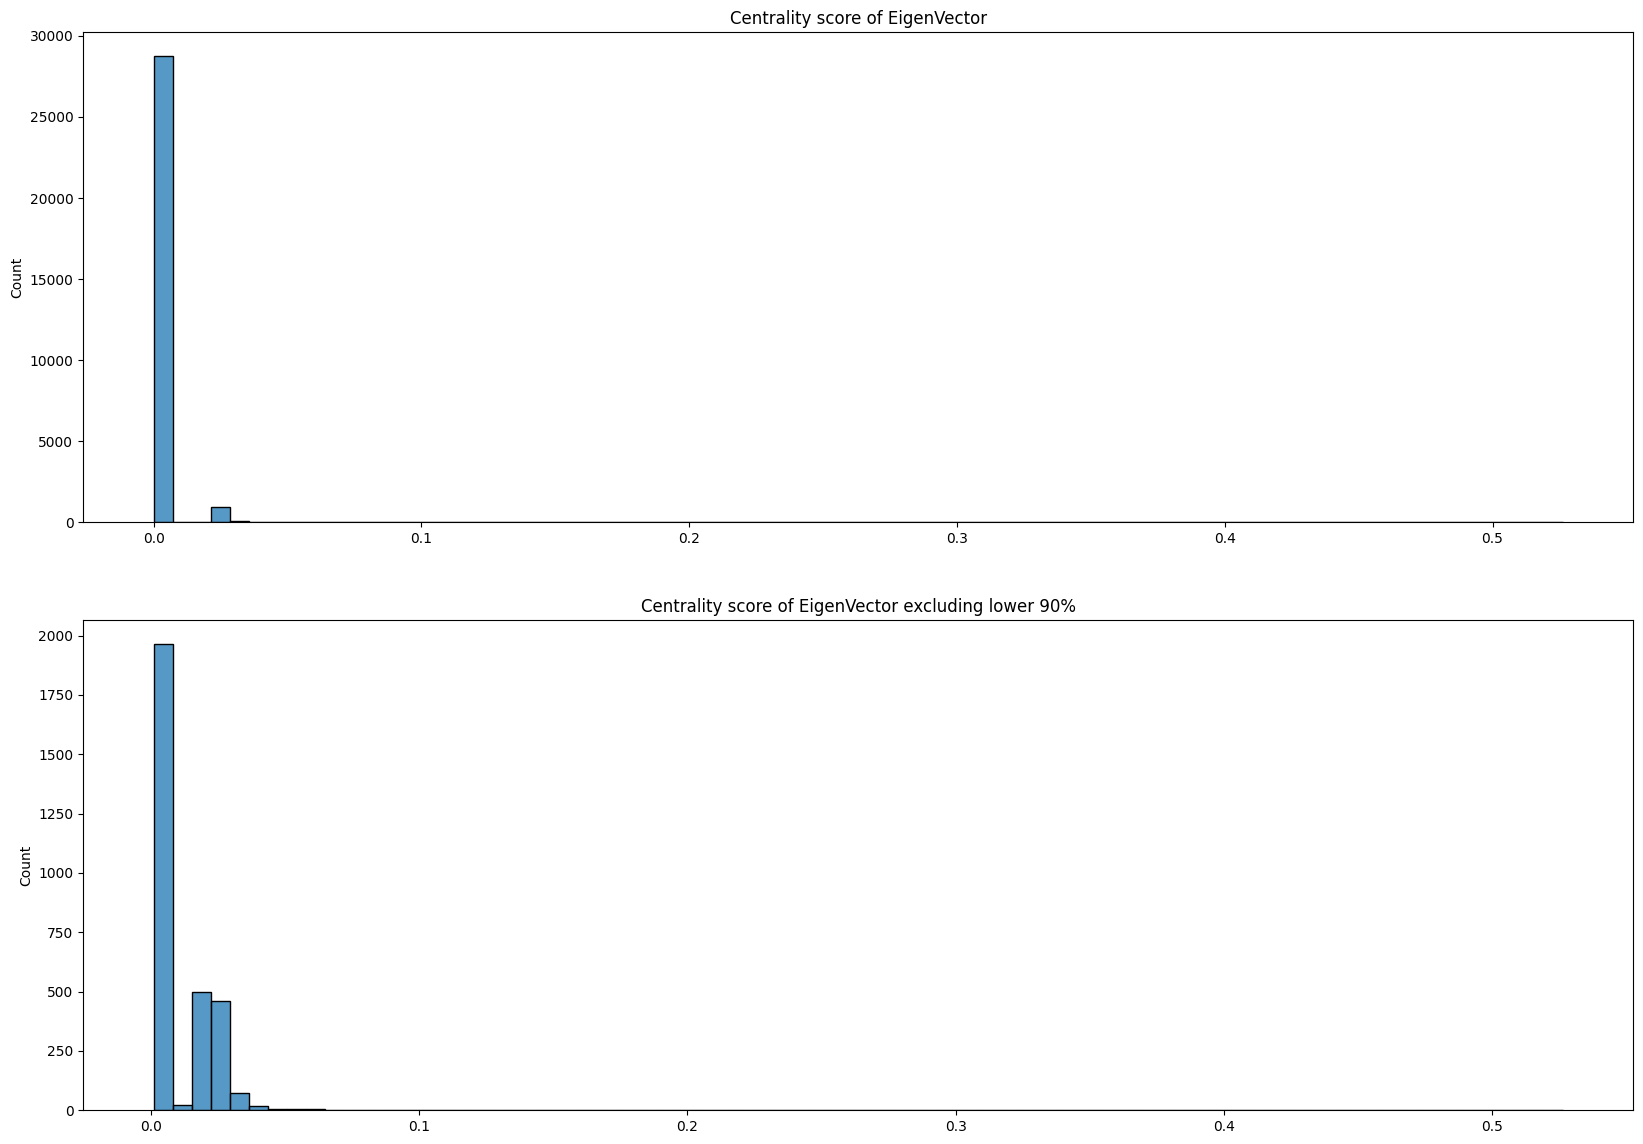 Centrality score of EigenVector
30000
25000
20000
15000
10000
5000
0
Count
0.0 0.1 0.2 0.3 0.4 0.5
Centrality score of EigenVector excluding lower 90%
2000
1750
1500
1250
1000
750
500
250
0
Count
0.0 0.1 0.2 0.3 0.4 0.5